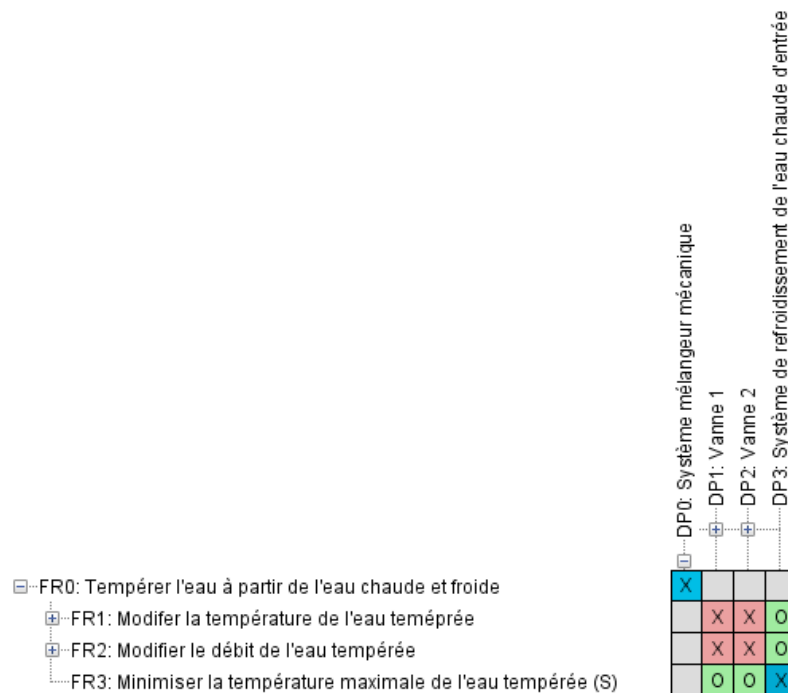 DP0: Système mélangeur mécanique
DP1: Vanne 1
DP2: Vanne 2
DP3: Système de refroidissement de l'eau chaude d'entrée
FR0: Tempérer l'eau à partir de l'eau chaude et froide X
FR1: Modifer la température de l'eau teméprée X X O
FR2: Modifier le débit de l'eau tempérée X X O
FR3: Minimiser la température maximale de l'eau tempérée (S) O O X